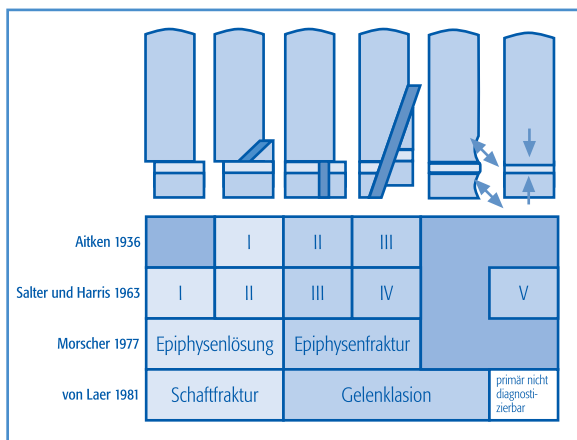 Aitken 1936 I II III
Salter und Harris 1963 I II III IV V
Morscher 1977 Epiphysenlösung Epiphysenfraktur
von Laer 1981 Schaftfraktur Gelenklasion primär nicht
diagnosti-
zierbar